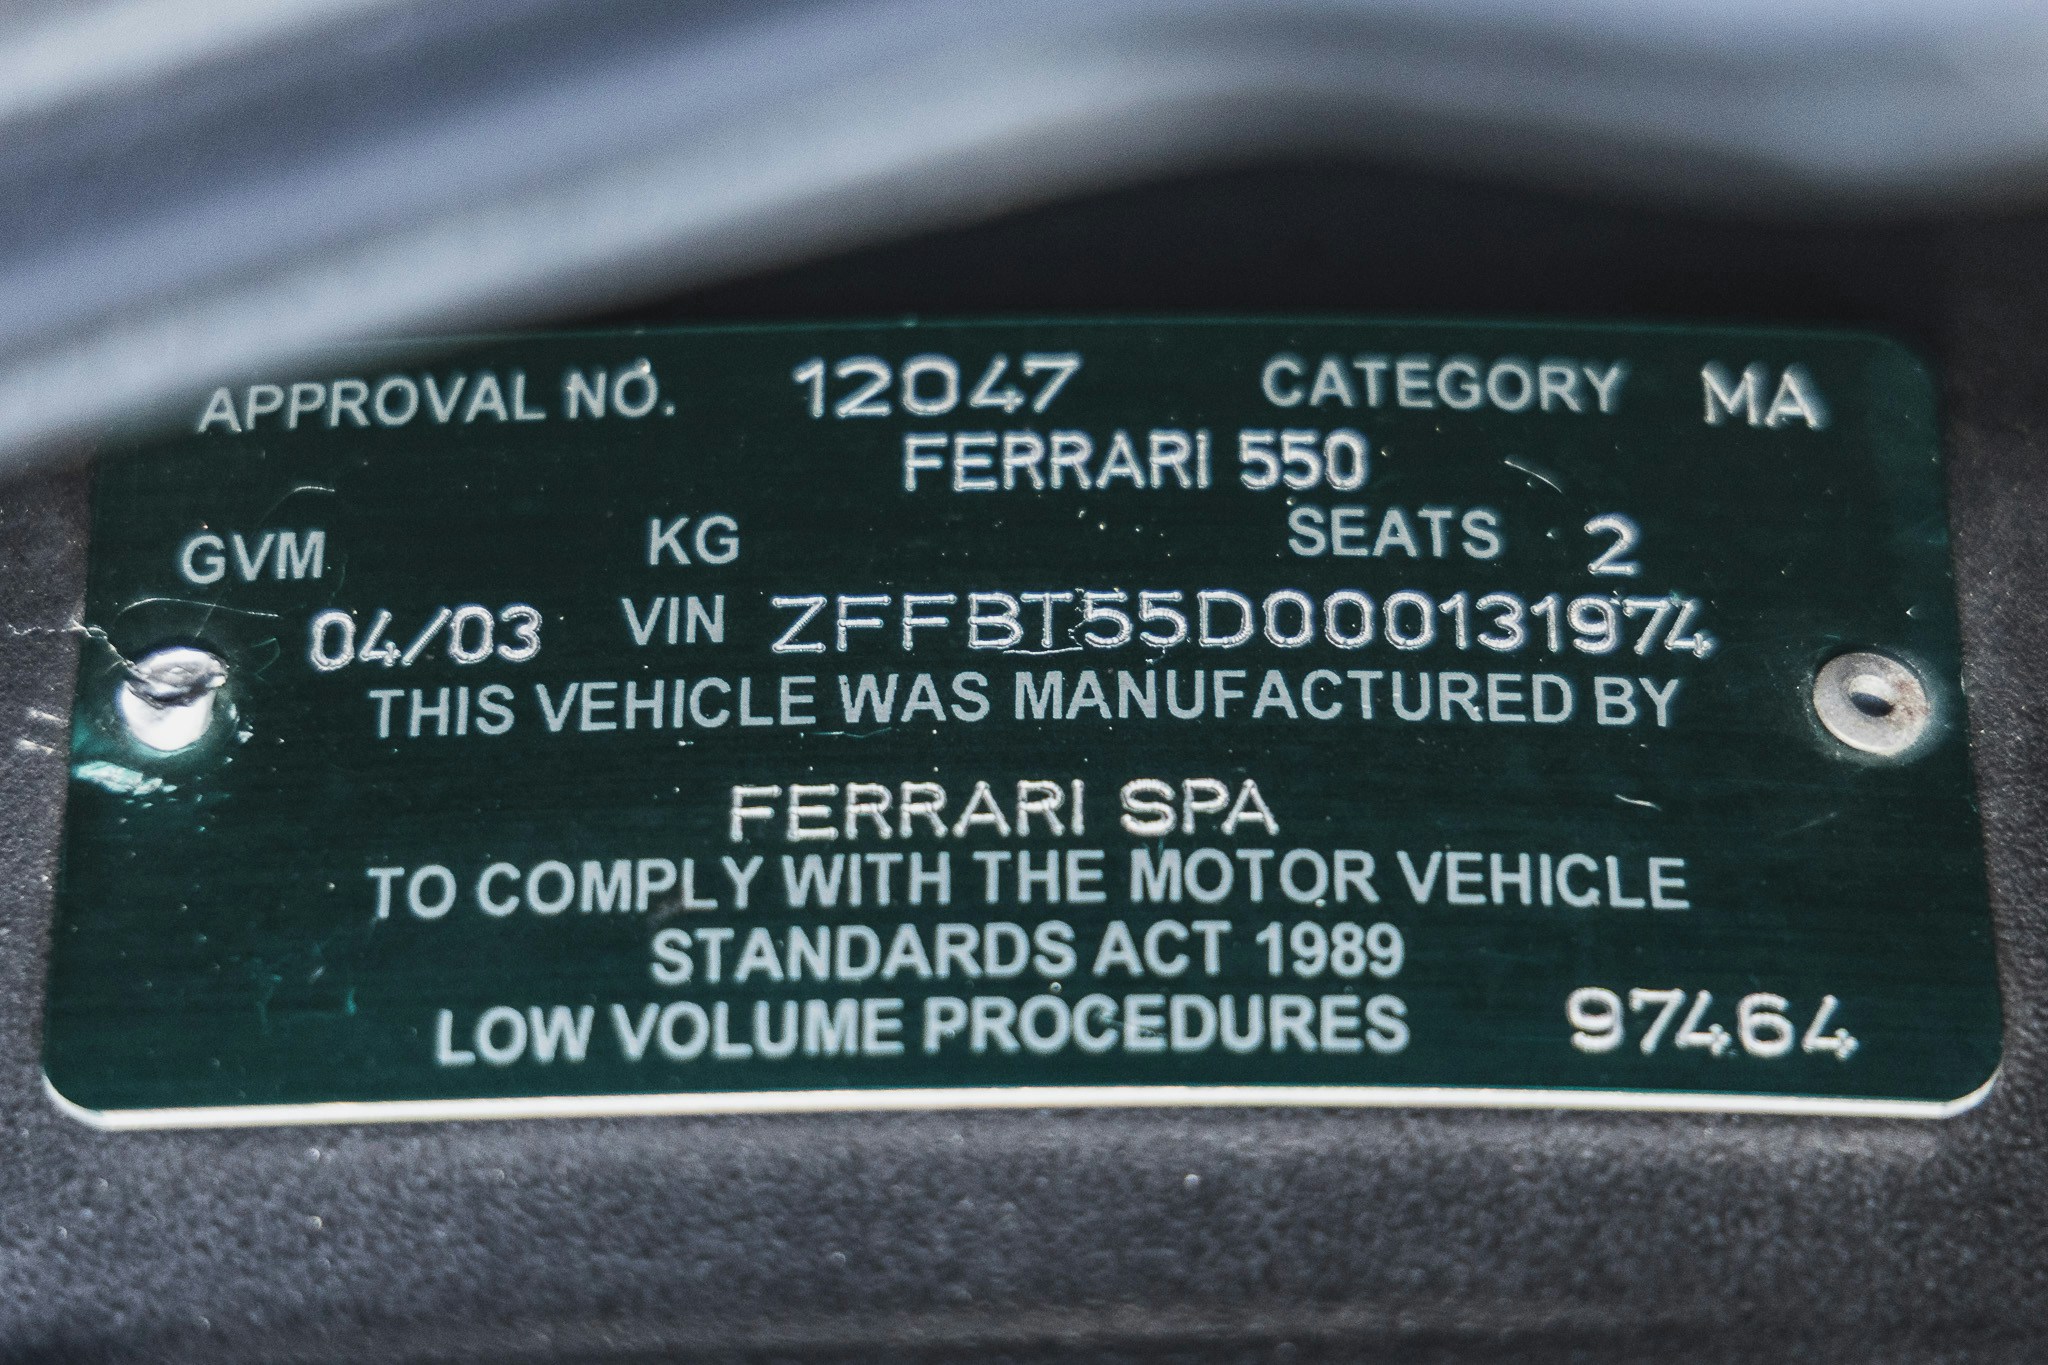 APPROVAL NO. 12047 CATEGORY MA
FERRARI 550
GVM KG SEATS 2
04/03 VIN ZFFBT55D000131974
THIS VEHICLE WAS MANUFACTURED BY
FERRARI SPA
TO COMPLY WITH THE MOTOR VEHICLE
STANDARDS ACT 1989
LOW VOLUME PROCEDURES 97464